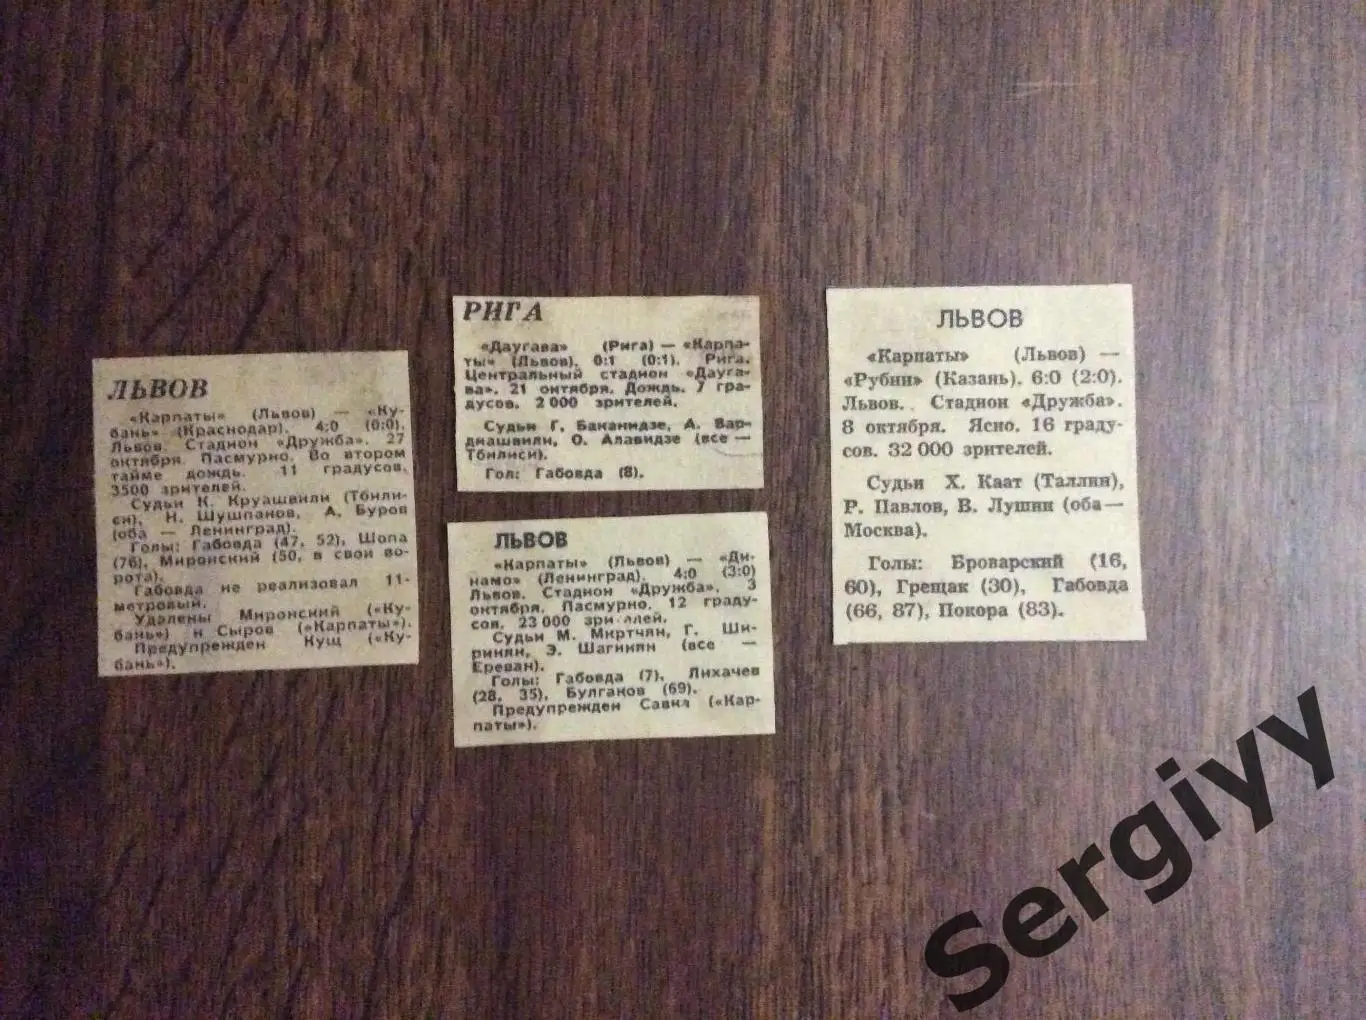 ЛЬВОВ
«Карпаты» (Львов) — «Ку-
бань» (Краснодар). 4:0 (0:0).
Львов. Стадион «Дружба». 27
октября. Пасмурно. Во втором
тайме дождь. 11 градусов.
3500 зрителей.
Судьи К. Круашвили (Тбили-
си), Н. Шушпанов, А. Буров
(оба — Ленинград).
Голы: Габовда (47, 52), Шопа
(76), Миронский (50, в свои во-
рота).
Габовда не реализовал 11-
метровый.
Удалены Миронский («Ку-
бань») и Сыров («Карпаты»).
Предупрежден Кущ («Ку-
бань»).
РИГА
«Даугава» (Рига) — «Карпа-
ты» (Львов). 0:1 (0:1). Рига.
Центральный стадион «Дауга-
ва». 21 октября. Дождь. 7 гра-
дусов. 2 000 зрителей.
Судьи Г. Баканидзе, А. Вар-
диашвили, О. Алавидзе (все —
Тбилиси).
Гол: Габовда (8).
ЛЬВОВ
«Карпаты» (Львов) — «Ди-
намо» (Ленинград). 4:0 (3:0)
Львов. Стадион «Дружба». 3
октября. Пасмурно. 12 граду-
сов. 23 000 зрителей.
Судьи М. Миртчян, Г. Ши-
ринян, Э. Шагинян (все —
Ереван).
Голы: Габовда (7), Лихачев
(28, 35), Булганов (69).
Предупрежден Савка («Кар-
паты»).
ЛЬВОВ
«Карпаты» (Львов) —
«Рубин» (Казань). 6:0 (2:0).
Львов. Стадион «Дружба».
8 октября. Ясно. 16 граду-
сов. 32 000 зрителей.
Судьи Х. Каат (Таллин),
Р. Павлов, В. Лушин (оба—
Москва).
Голы: Броварский (16,
60), Грещак (30), Габовда
(66, 87), Покора (83).
Sergiyy